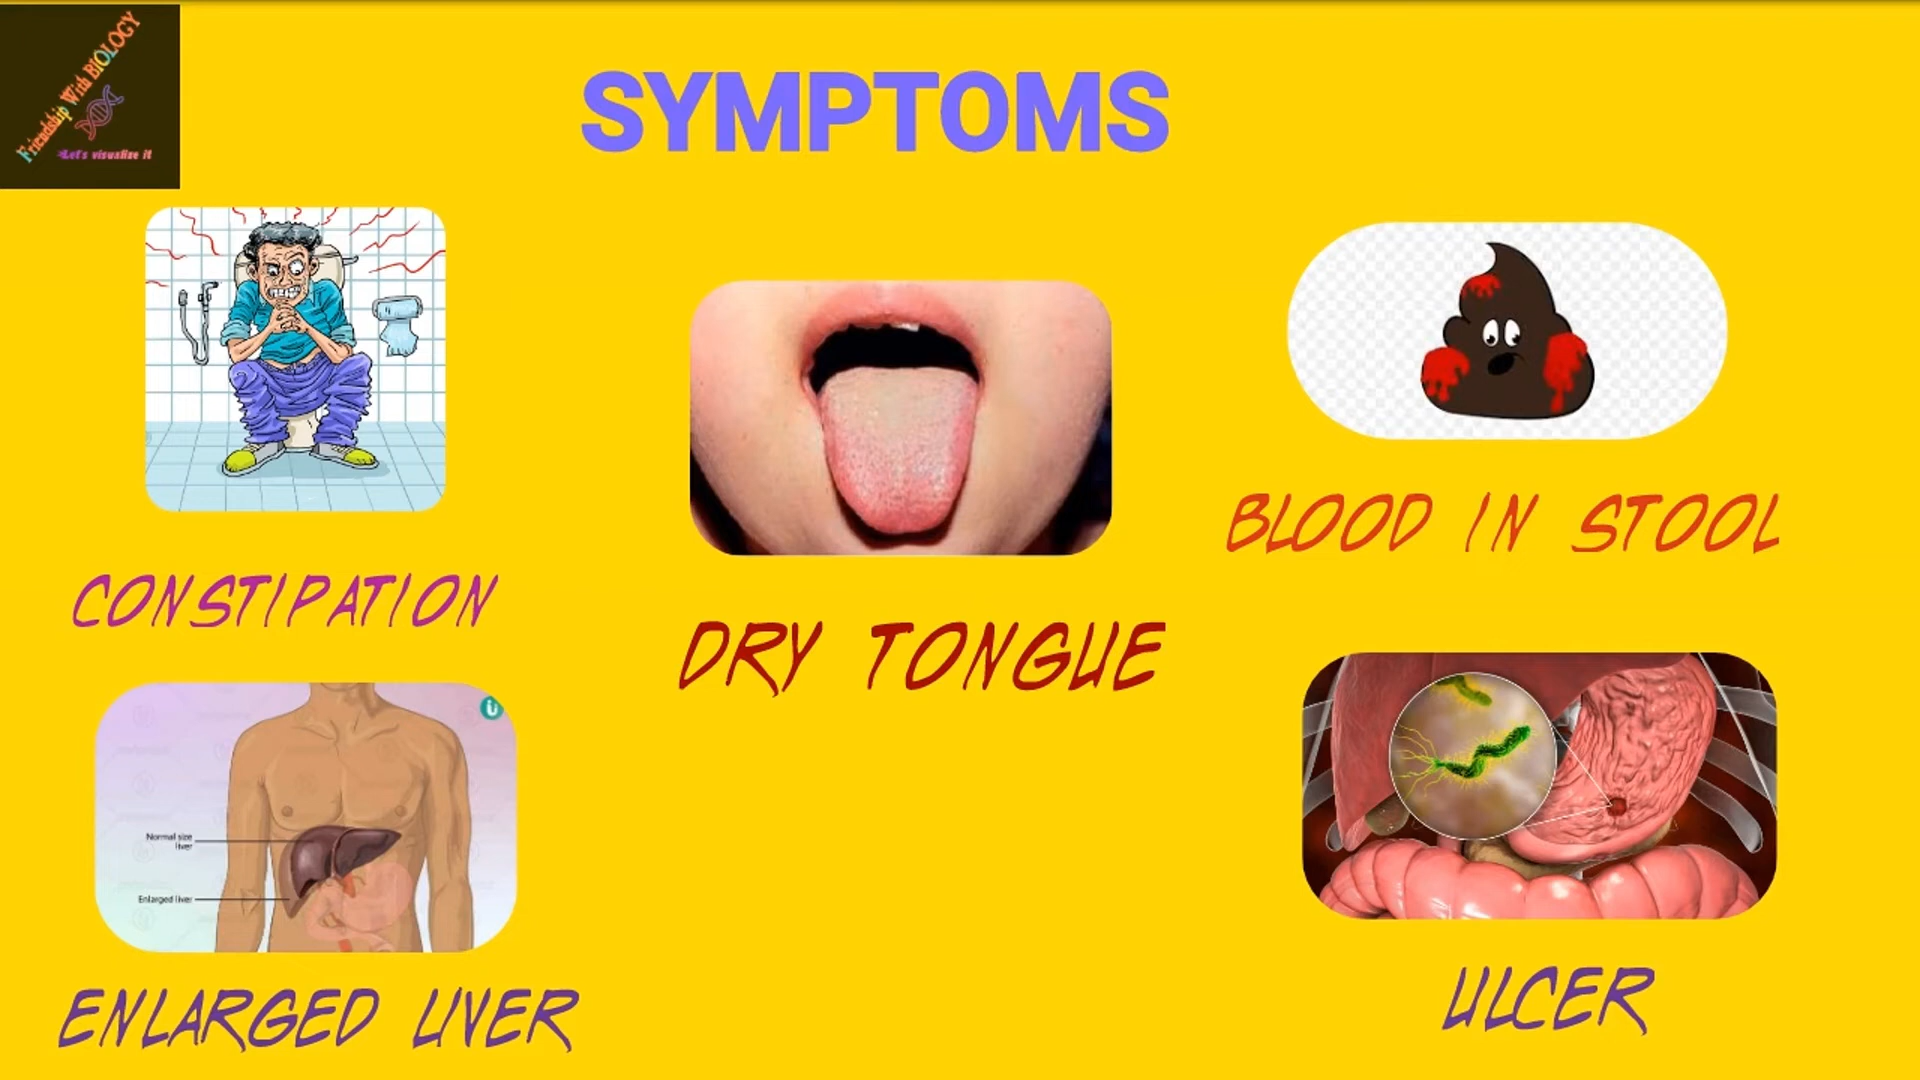 Friendship With BIOLOGY
Let's visualize it
SYMPTOMS
CONSTIPATION
DRY TONGUE
BLOOD IN STOOL
Normal size
liver
Enlarged liver
ENLARGED LIVER
ULCER